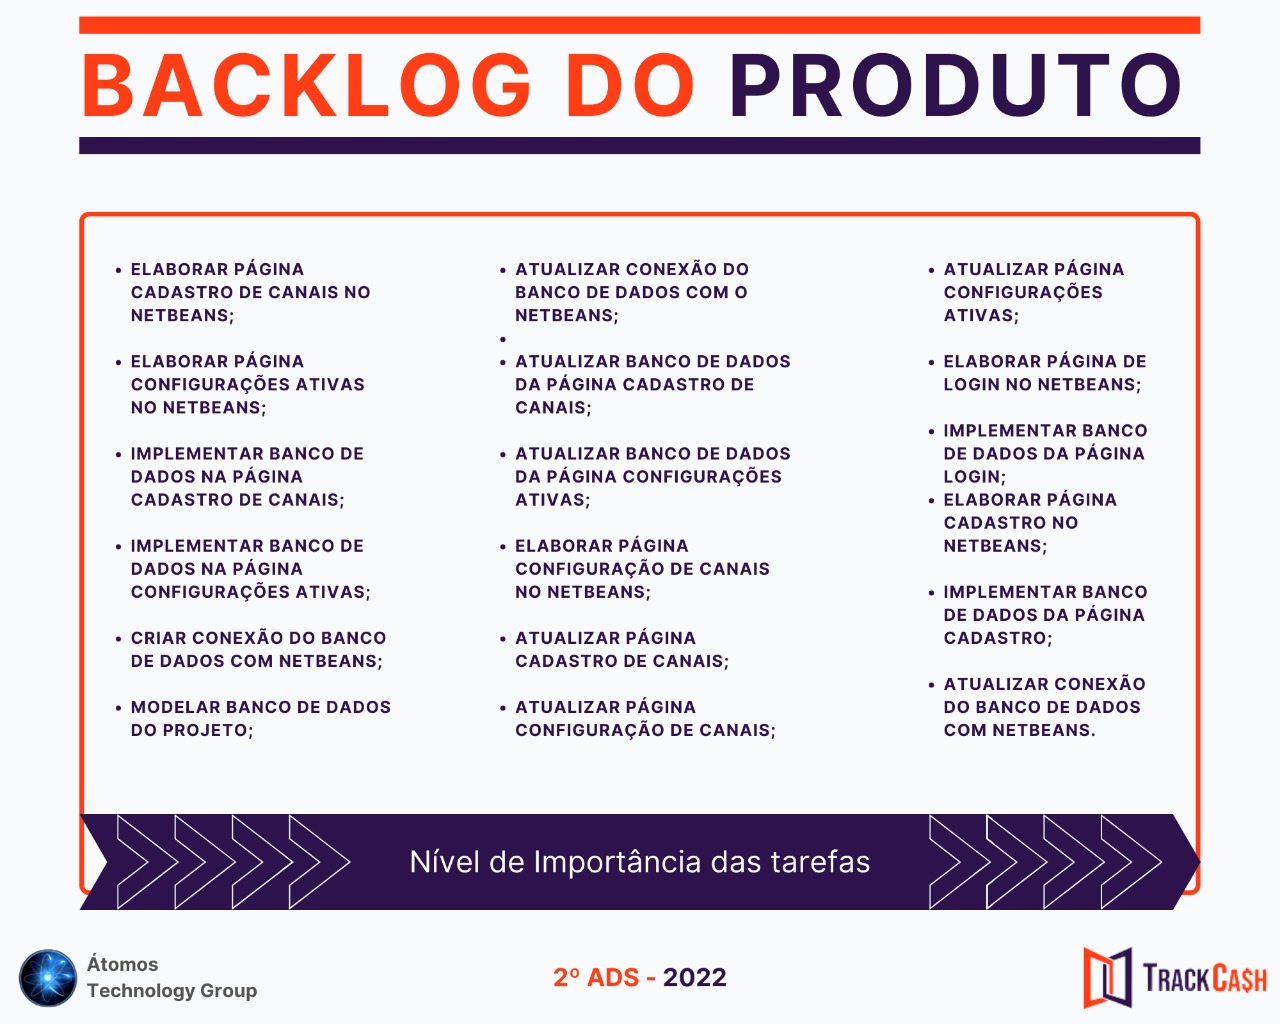 BACKLOG DO PRODUTO
• ELABORAR PÁGINA
CADASTRO DE CANAIS NO
NETBEANS;
• ELABORAR PÁGINA
CONFIGURAÇÕES ATIVAS
NO NETBEANS;
• IMPLEMENTAR BANCO DE
DADOS NA PÁGINA
CADASTRO DE CANAIS;
• IMPLEMENTAR BANCO DE
DADOS NA PÁGINA
CONFIGURAÇÕES ATIVAS;
• CRIAR CONEXÃO DO BANCO
DE DADOS COM NETBEANS;
• MODELAR BANCO DE DADOS
DO PROJETO;
• ATUALIZAR CONEXÃO DO
BANCO DE DADOS COM O
NETBEANS;
•
• ATUALIZAR BANCO DE DADOS
DA PÁGINA CADASTRO DE
CANAIS;
• ATUALIZAR BANCO DE DADOS
DA PÁGINA CONFIGURAÇÕES
ATIVAS;
• ELABORAR PÁGINA
CONFIGURAÇÃO DE CANAIS
NO NETBEANS;
• ATUALIZAR PÁGINA
CADASTRO DE CANAIS;
• ATUALIZAR PÁGINA
CONFIGURAÇÃO DE CANAIS;
• ATUALIZAR PÁGINA
CONFIGURAÇÕES
ATIVAS;
• ELABORAR PÁGINA DE
LOGIN NO NETBEANS;
• IMPLEMENTAR BANCO
DE DADOS DA PÁGINA
LOGIN;
• ELABORAR PÁGINA
CADASTRO NO
NETBEANS;
• IMPLEMENTAR BANCO
DE DADOS DA PÁGINA
CADASTRO;
• ATUALIZAR CONEXÃO
DO BANCO DE DADOS
COM NETBEANS.
Nível de Importância das tarefas
Átomos
Technology Group
2º ADS - 2022
TRACKCA$H